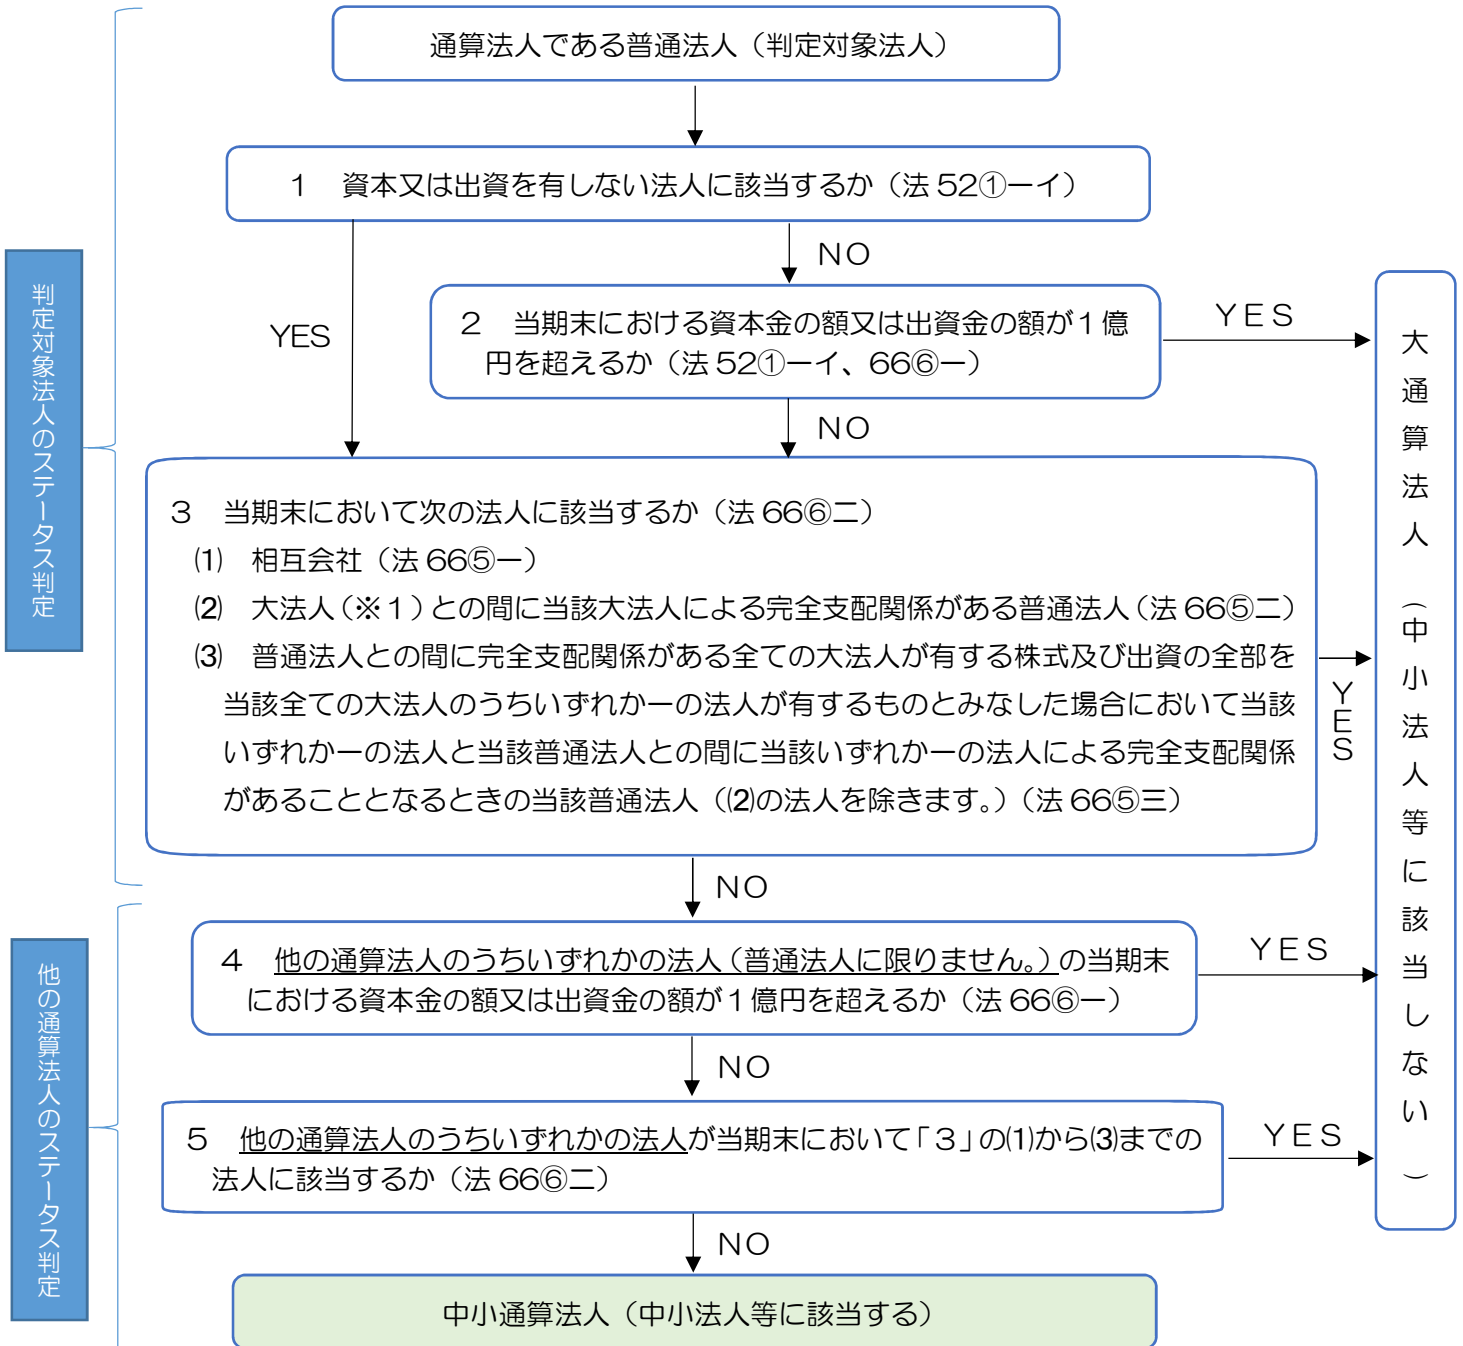 通算法人である普通法人（判定対象法人）
1　資本又は出資を有しない法人に該当するか（法 52①一イ）
NO
YES
2　当期末における資本金の額又は出資金の額が１億
円を超えるか（法 52①一イ、66⑥一）
YES
NO
3　当期末において次の法人に該当するか（法 66⑥二）
⑴　相互会社（法 66⑤一）
⑵　大法人（※１）との間に当該大法人による完全支配関係がある普通法人（法 66⑤二）
⑶　普通法人との間に完全支配関係がある全ての大法人が有する株式及び出資の全部を
当該全ての大法人のうちいずれか一の法人が有するものとみなした場合において当該
いずれか一の法人と当該普通法人との間に当該いずれか一の法人による完全支配関係
があることとなるときの当該普通法人（⑵の法人を除きます。）（法 66⑤三）
YES
NO
判定対象法人のステータス判定
4　他の通算法人のうちいずれかの法人（普通法人に限りません。）の当期末
における資本金の額又は出資金の額が１億円を超えるか（法 66⑥一）
YES
NO
5　他の通算法人のうちいずれかの法人が当期末において「３」の⑴から⑶までの
法人に該当するか（法 66⑥二）
YES
NO
他の通算法人のステータス判定
中小通算法人（中小法人等に該当する）
大通算法人（中小法人等に該当しない）